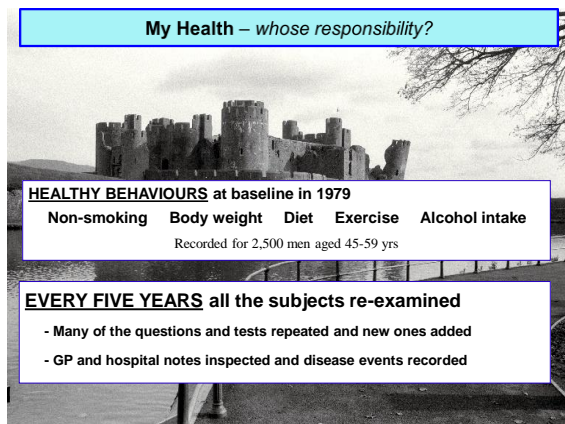 My Health – whose responsibility?
HEALTHY BEHAVIOURS at baseline in 1979
Non-smoking Body weight Diet Exercise Alcohol intake
Recorded for 2,500 men aged 45-59 yrs
EVERY FIVE YEARS all the subjects re-examined
- Many of the questions and tests repeated and new ones added
- GP and hospital notes inspected and disease events recorded